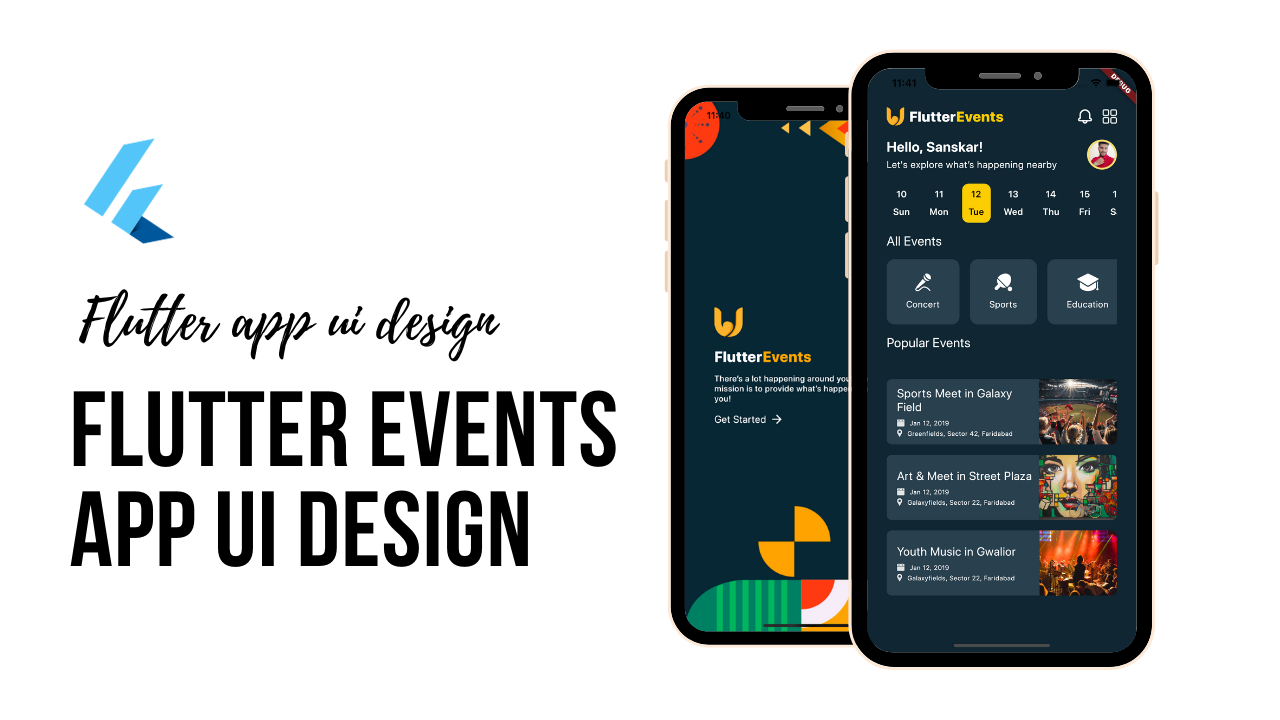 Flutter app ui design
FLUTTER EVENTS
APP UI DESIGN
11:40
FlutterEvents
There's a lot happening around you
mission is to provide what's happe
you!
Get Started
11:41
DEBUG
FlutterEvents
Hello, Sanskar!
Let's explore what's happening nearby
10 11 12 13 14 15 1
Sun Mon Tue Wed Thu Fri S
All Events
Concert Sports Education
Popular Events
Sports Meet in Galaxy
Field
Jan 12, 2019
Greenfields, Sector 42, Faridabad
Art & Meet in Street Plaza
Jan 12, 2019
Galaxyfields, Sector 22, Faridabad
Youth Music in Gwalior
Jan 12, 2019
Galaxyfields, Sector 22, Faridabad